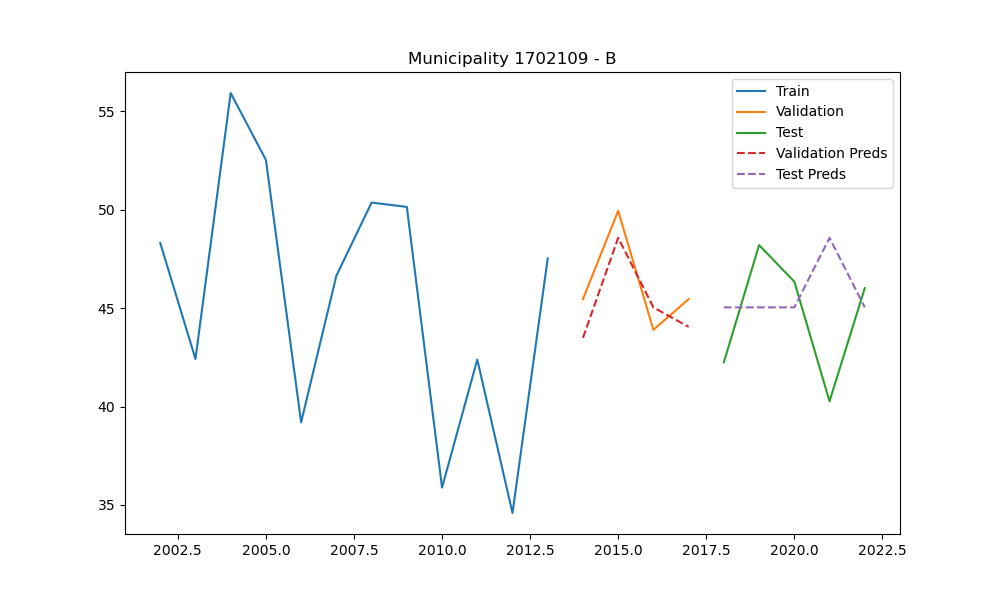 Municipality 1702109 - B
Train
Validation
Test
Validation Preds
Test Preds
55
50
45
40
35
2002.5 2005.0 2007.5 2010.0 2012.5 2015.0 2017.5 2020.0 2022.5